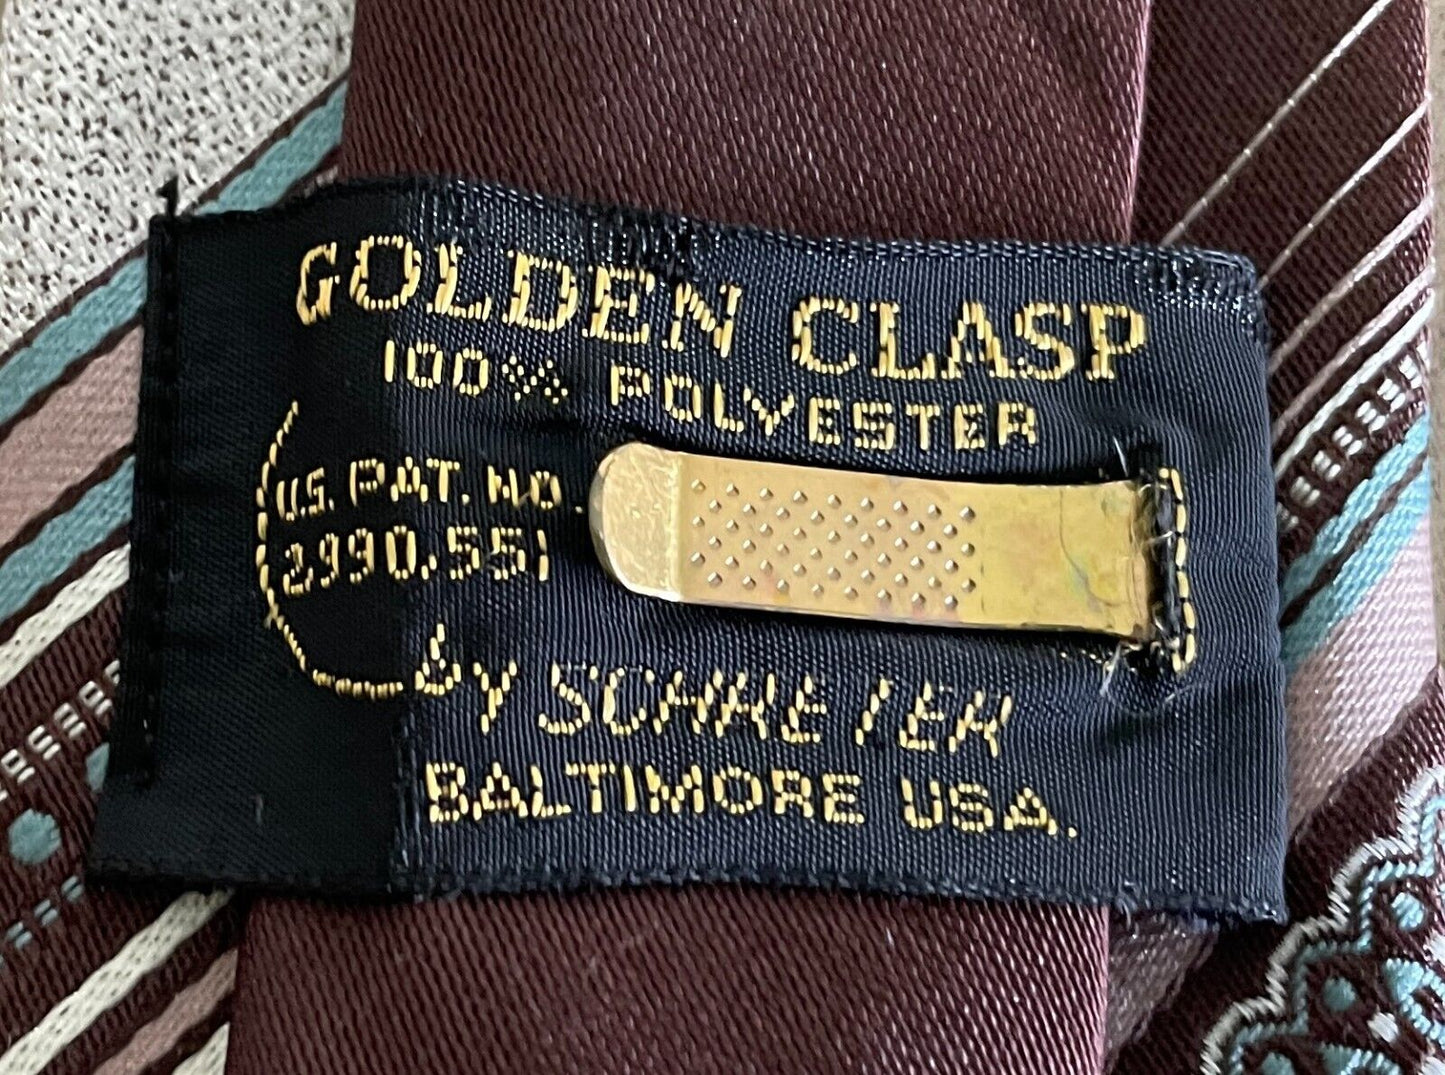 GOLDEN CLASP
100% POLYESTER
U.S. PAT. NO.
2,990,551
by SCHREIER
BALTIMORE USA.